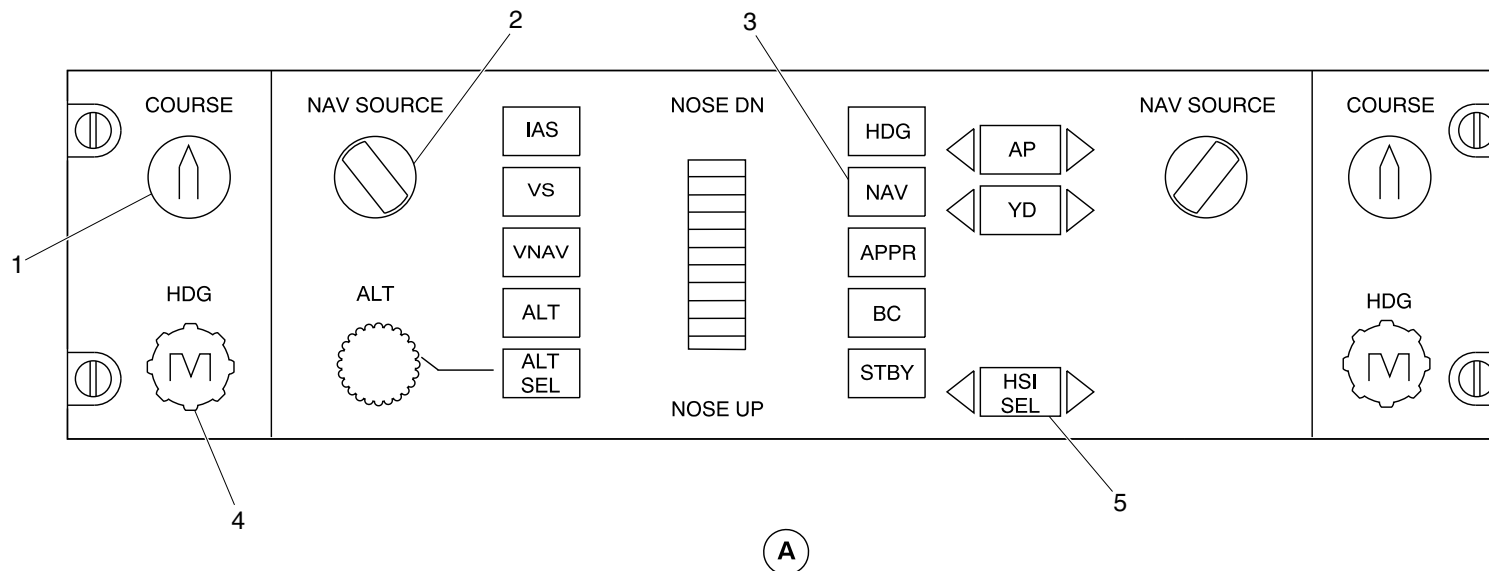 2
3
COURSE
NAV SOURCE
IAS
NOSE DN
HDG
AP
NAV SOURCE
COURSE
VS
NAV
YD
1
VNAV
APPR
HDG
ALT
ALT
BC
HDG
ALT
SEL
STBY
HSI
SEL
NOSE UP
5
4
A